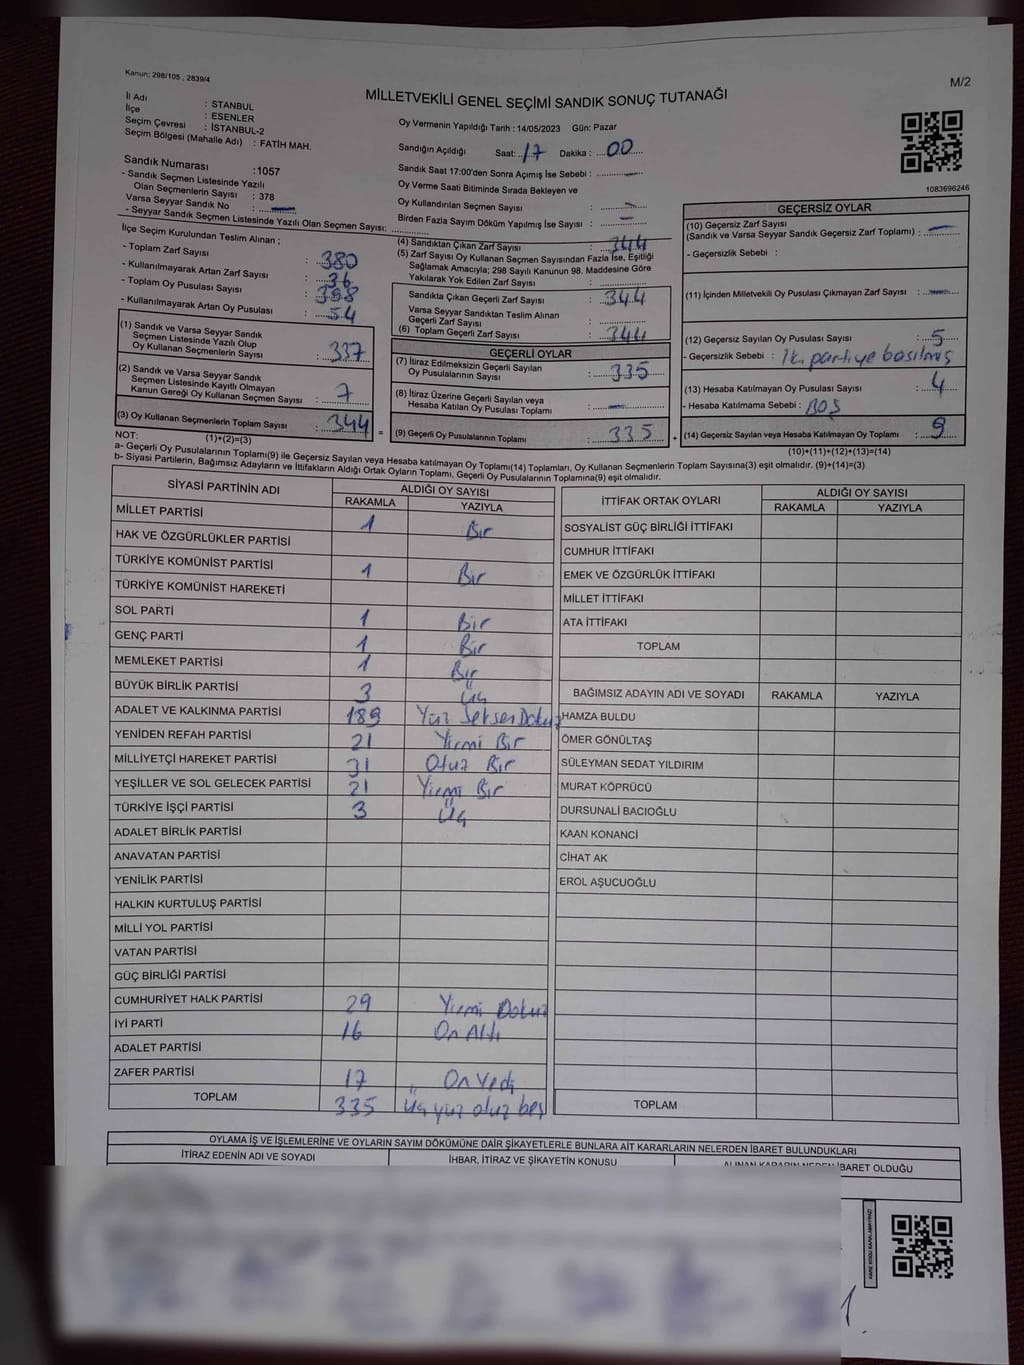 Kanun; 298/105 , 2839/4
M/2
MİLLETVEKİLİ GENEL SEÇİMİ SANDIK SONUÇ TUTANAĞI
İl Adı : STANBUL
İlçe : ESENLER
Seçim Çevresi : İSTANBUL-2
Seçim Bölgesi (Mahalle Adı) : FATİH MAH.
Oy Vermenin Yapıldığı Tarih : 14/05/2023 Gün: Pazar
Sandığın Açıldığı Saat: 17 Dakika : 00
Sandık Saat 17:00'den Sonra Açımış İse Sebebi :
Oy Verme Saati Bitiminde Sırada Bekleyen ve
Oy Kullandırılan Seçmen Sayısı :
Birden Fazla Sayım Döküm Yapılmış İse Sayısı :
1083696246
Sandık Numarası :1057
- Sandık Seçmen Listesinde Yazılı
Olan Seçmenlerin Sayısı : 378
Varsa Seyyar Sandık No :
- Seyyar Sandık Seçmen Listesinde Yazılı Olan Seçmen Sayısı:
İlçe Seçim Kurulundan Teslim Alınan ;
- Toplam Zarf Sayısı : 380
- Kullanılmayarak Artan Zarf Sayısı : 36
- Toplam Oy Pusulası Sayısı : 398
- Kullanılmayarak Artan Oy Pusulası : 54
(1) Sandık ve Varsa Seyyar Sandık
Seçmen Listesinde Yazılı Olup
Oy Kullanan Seçmenlerin Sayısı : 337
(2) Sandık ve Varsa Seyyar Sandık
Seçmen Listesinde Kayıtlı Olmayan
Kanun Gereği Oy Kullanan Seçmen Sayısı : 7
(3) Oy Kullanan Seçmenlerin Toplam Sayısı : 344 =
(1)+(2)=(3)
(4) Sandıktan Çıkan Zarf Sayısı : 344
(5) Zarf Sayısı Oy Kullanan Seçmen Sayısından Fazla İse, Eşitliği
Sağlamak Amacıyla; 298 Sayılı Kanunun 98. Maddesine Göre
Yakılarak Yok Edilen Zarf Sayısı :
Sandıkta Çıkan Geçerli Zarf Sayısı : 344
Varsa Seyyar Sandıktan Teslim Alınan
Geçerli Zarf Sayısı :
(6) Toplam Geçerli Zarf Sayısı : 344
GEÇERLİ OYLAR
(7) İtiraz Edilmeksizin Geçerli Sayılan
Oy Pusulalarının Sayısı : 335
(8) İtiraz Üzerine Geçerli Sayılan veya
Hesaba Katılan Oy Pusulası Toplamı :
(9) Geçerli Oy Pusulalarının Toplamı : 335 +
GEÇERSİZ OYLAR
(10) Geçersiz Zarf Sayısı
(Sandık ve Varsa Seyyar Sandık Geçersiz Zarf Toplamı) :
- Geçersizlik Sebebi :
(11) İçinden Milletvekili Oy Pusulası Çıkmayan Zarf Sayısı :
(12) Geçersiz Sayılan Oy Pusulası Sayısı : 5
- Geçersizlik Sebebi : İki partiye basılmış
(13) Hesaba Katılmayan Oy Pusulası Sayısı : 4
- Hesaba Katılmama Sebebi : BOŞ
(14) Geçersiz Sayılan veya Hesaba Katılmayan Oy Toplamı : 9
(10)+(11)+(12)+(13)=(14)
NOT:
a- Geçerli Oy Pusulaların Toplamı(9) ile Geçersiz Sayılan veya Hesaba katılmayan Oy Toplamı(14) Toplamları, Oy Kullanan Seçmenlerin Toplam Sayısına(3) eşit olmalıdır. (9)+(14)=(3)
b- Siyasi Partilerin, Bağımsız Adayların ve İttifakların Aldığı Ortak Oyların Toplamı, Geçerli Oy Pusulalarının Toplamına(9) eşit olmalıdır.
SİYASİ PARTİNİN ADI ALDIĞI OY SAYISI
RAKAMLA YAZIYLA
MİLLET PARTİSİ 1 Bir
HAK VE ÖZGÜRLÜKLER PARTİSİ
TÜRKİYE KOMÜNİST PARTİSİ 1 Bir
TÜRKİYE KOMÜNİST HAREKETİ
SOL PARTİ 1 Bir
GENÇ PARTİ 1 Bir
MEMLEKET PARTİSİ 1 Bir
BÜYÜK BİRLİK PARTİSİ 3 Üç
ADALET VE KALKINMA PARTİSİ 189 Yüz Seksen Dokuz
YENİDEN REFAH PARTİSİ 21 Yirmi Bir
MİLLİYETÇİ HAREKET PARTİSİ 31 Otuz Bir
YEŞİLLER VE SOL GELECEK PARTİSİ 21 Yirmi Bir
TÜRKİYE İŞÇİ PARTİSİ 3 Üç
ADALET BİRLİK PARTİSİ
ANAVATAN PARTİSİ
YENİLİK PARTİSİ
HALKIN KURTULUŞ PARTİSİ
MİLLİ YOL PARTİSİ
VATAN PARTİSİ
GÜÇ BİRLİĞİ PARTİSİ
CUMHURİYET HALK PARTİSİ 29 Yirmi Dokuz
İYİ PARTİ 16 On Altı
ADALET PARTİSİ
ZAFER PARTİSİ 17 On Yedi
TOPLAM 335 Üç yüz otuz beş
İTTİFAK ORTAK OYLARI ALDIĞI OY SAYISI
RAKAMLA YAZIYLA
SOSYALİST GÜÇ BİRLİĞİ İTTİFAKI
CUMHUR İTTİFAKI
EMEK VE ÖZGÜRLÜK İTTİFAKI
MİLLET İTTİFAKI
ATA İTTİFAKI
TOPLAM
BAĞIMSIZ ADAYIN ADI VE SOYADI RAKAMLA YAZIYLA
HAMZA BULDU
ÖMER GÖNÜLTAŞ
SÜLEYMAN SEDAT YILDIRIM
MURAT KÖPRÜCÜ
DURSUNALİ BACIOĞLU
KAAN KONANCİ
CİHAT AK
EROL AŞUCUOĞLU
TOPLAM
OYLAMA İŞ VE İŞLEMLERİNE VE OYLARIN SAYIM DÖKÜMÜNE DAİR ŞİKAYETLERLE BUNLARA AİT KARARLARIN NELERDEN İBARET BULUNDUKLARI
İTİRAZ EDENİN ADI VE SOYADI İHBAR, İTİRAZ VE ŞİKAYETİN KONUSU ALINAN KARARIN NEDEN İBARET OLDUĞU